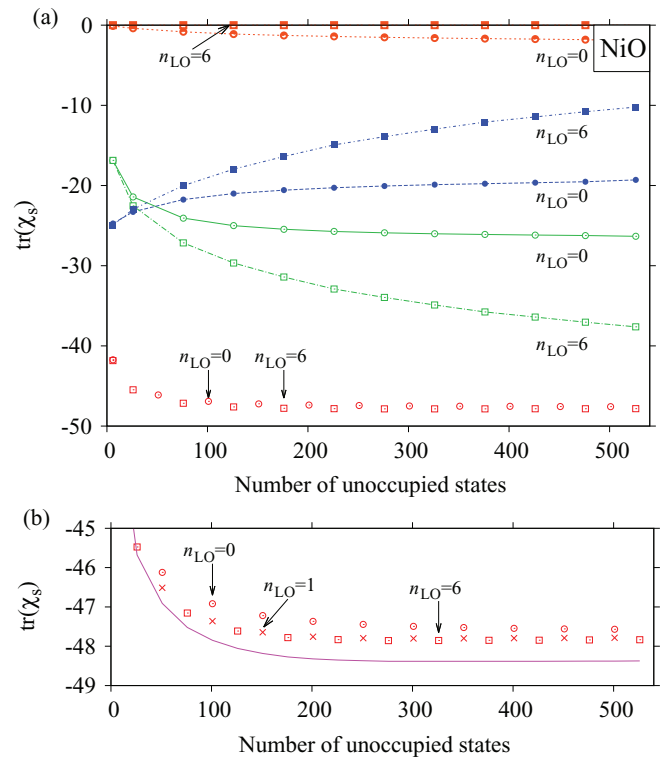 (a)
0
NiO
n_LO=6
n_LO=0
-10
n_LO=6
-20
n_LO=0
tr(χ_s)
n_LO=0
-30
n_LO=6
-40
n_LO=0
n_LO=6
-50
0 100 200 300 400 500
Number of unoccupied states
(b)
-45
n_LO=0
-46
n_LO=1
n_LO=6
tr(χ_s)
-47
-48
-49
0 100 200 300 400 500
Number of unoccupied states